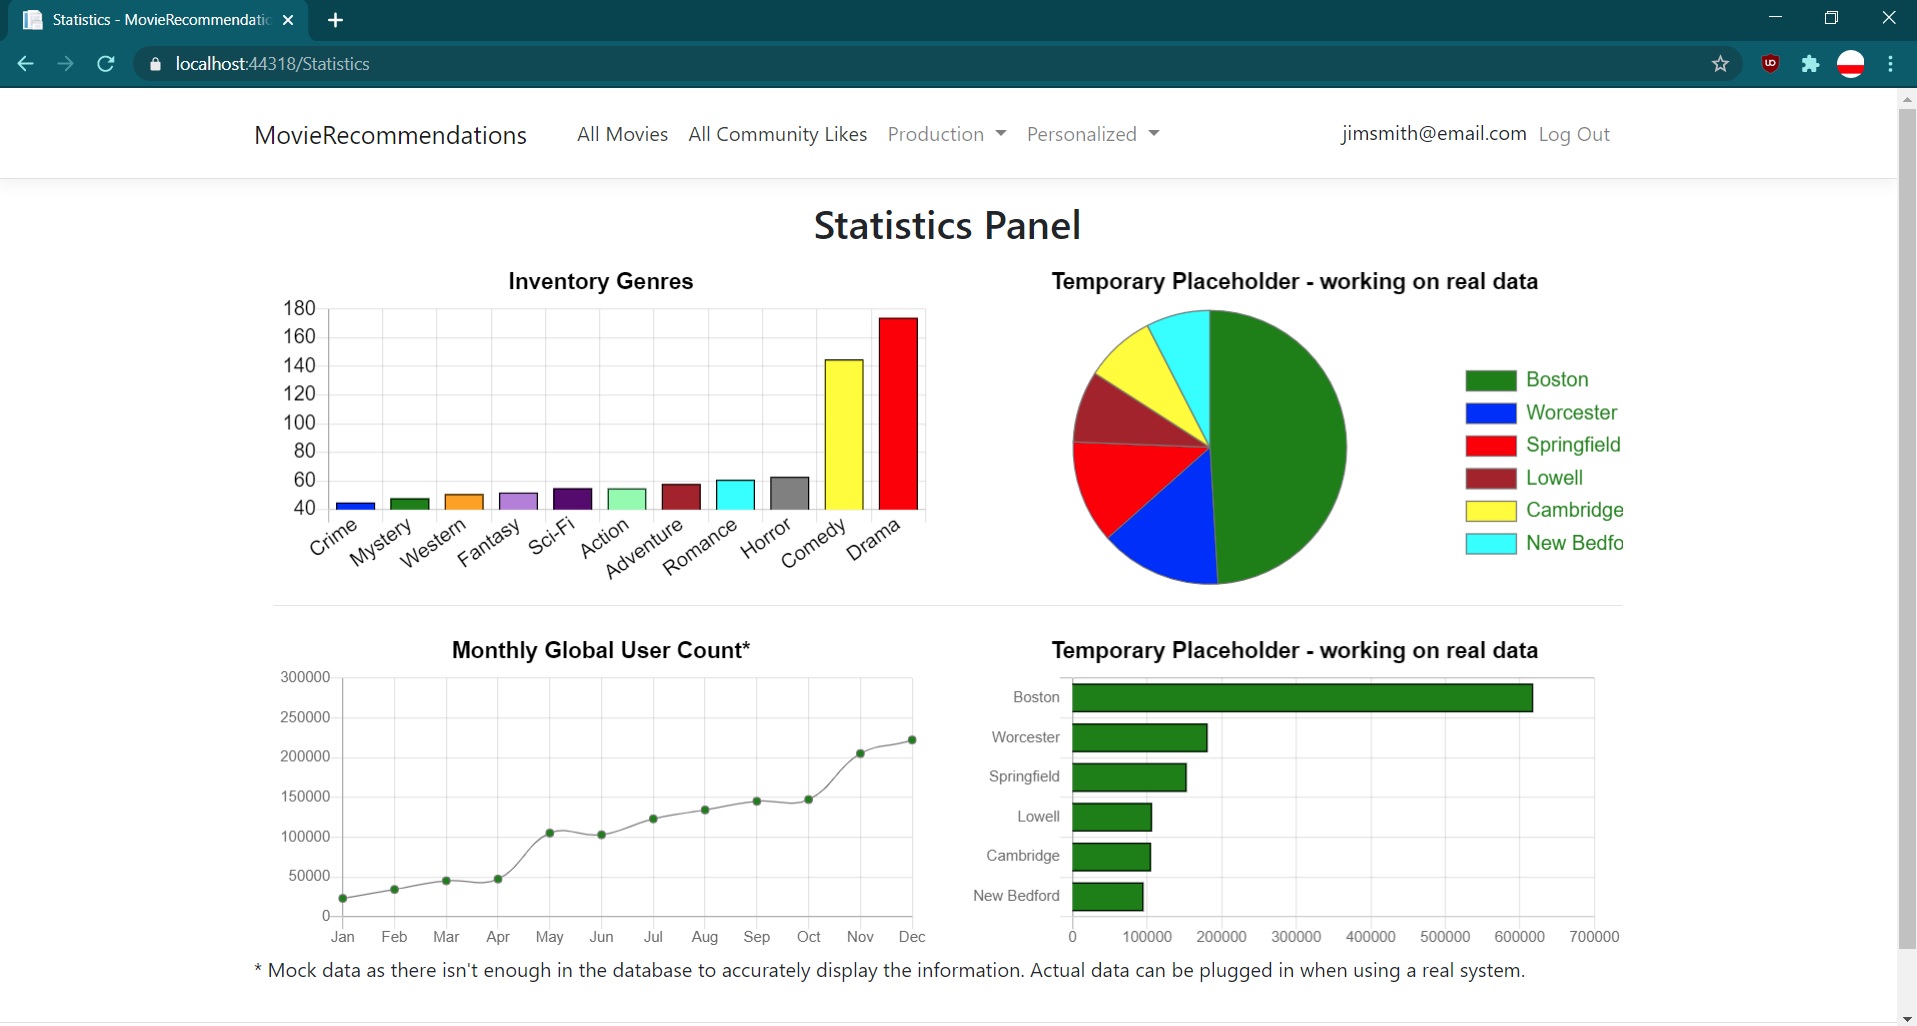 Statistics - MovieRecommendatic
localhost:44318/Statistics
MovieRecommendations
All Movies
All Community Likes
Production
Personalized
jimsmith@email.com
Log Out
Statistics Panel
Inventory Genres
180
160
140
120
100
80
60
40
Crime
Mystery
Western
Fantasy
Sci-Fi
Action
Adventure
Romance
Horror
Comedy
Drama
Temporary Placeholder - working on real data
Boston
Worcester
Springfield
Lowell
Cambridge
New Bedfo
Monthly Global User Count*
300000
250000
200000
150000
100000
50000
0
Jan
Feb
Mar
Apr
May
Jun
Jul
Aug
Sep
Oct
Nov
Dec
Temporary Placeholder - working on real data
Boston
Worcester
Springfield
Lowell
Cambridge
New Bedford
0
100000
200000
300000
400000
500000
600000
700000
* Mock data as there isn't enough in the database to accurately display the information. Actual data can be plugged in when using a real system.